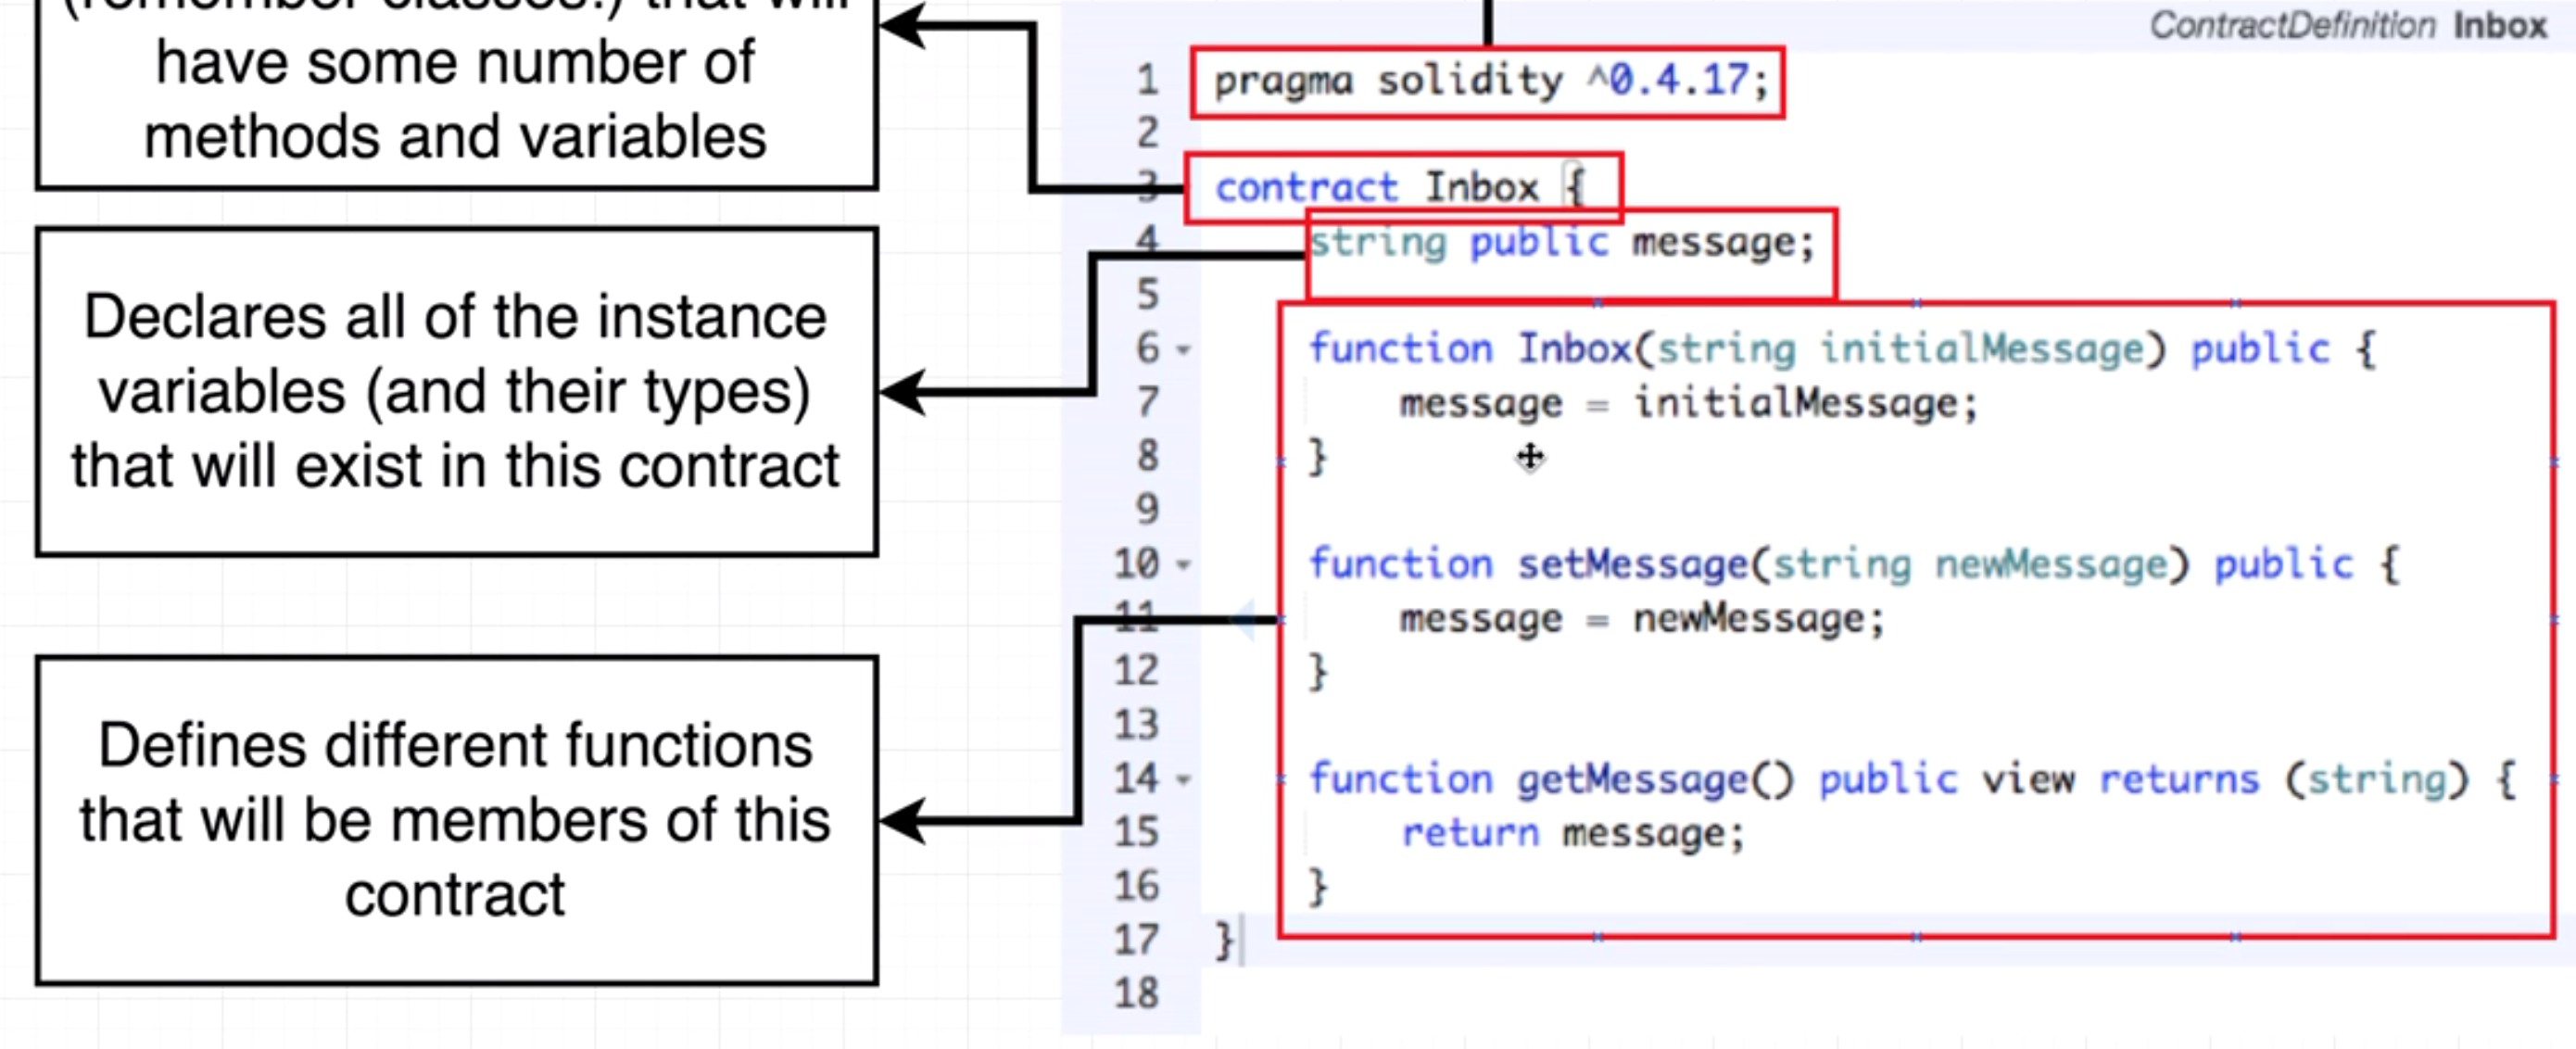 (remember classes!) that will
have some number of
methods and variables
Declares all of the instance
variables (and their types)
that will exist in this contract
Defines different functions
that will be members of this
contract
ContractDefinition Inbox
1 pragma solidity ^0.4.17;
2
3 contract Inbox {
4 string public message;
5
6 function Inbox(string initialMessage) public {
7 message = initialMessage;
8 }
9
10 function setMessage(string newMessage) public {
11 message = newMessage;
12 }
13
14 function getMessage() public view returns (string) {
15 return message;
16 }
17 }
18